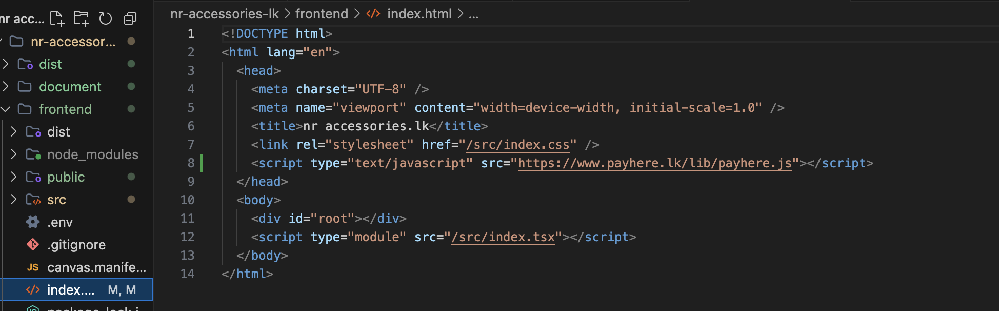 nr acc...
nr-accessor...
dist
document
frontend
dist
node_modules
public
src
.env
.gitignore
JS canvas.manife...
index.... M, M
nr-accessories-lk > frontend > index.html > ...
1 <!DOCTYPE html>
2 <html lang="en">
3 <head>
4 <meta charset="UTF-8" />
5 <meta name="viewport" content="width=device-width, initial-scale=1.0" />
6 <title>nr accessories.lk</title>
7 <link rel="stylesheet" href="/src/index.css" />
8 <script type="text/javascript" src="https://www.payhere.lk/lib/payhere.js"></script>
9 </head>
10 <body>
11 <div id="root"></div>
12 <script type="module" src="/src/index.tsx"></script>
13 </body>
14 </html>